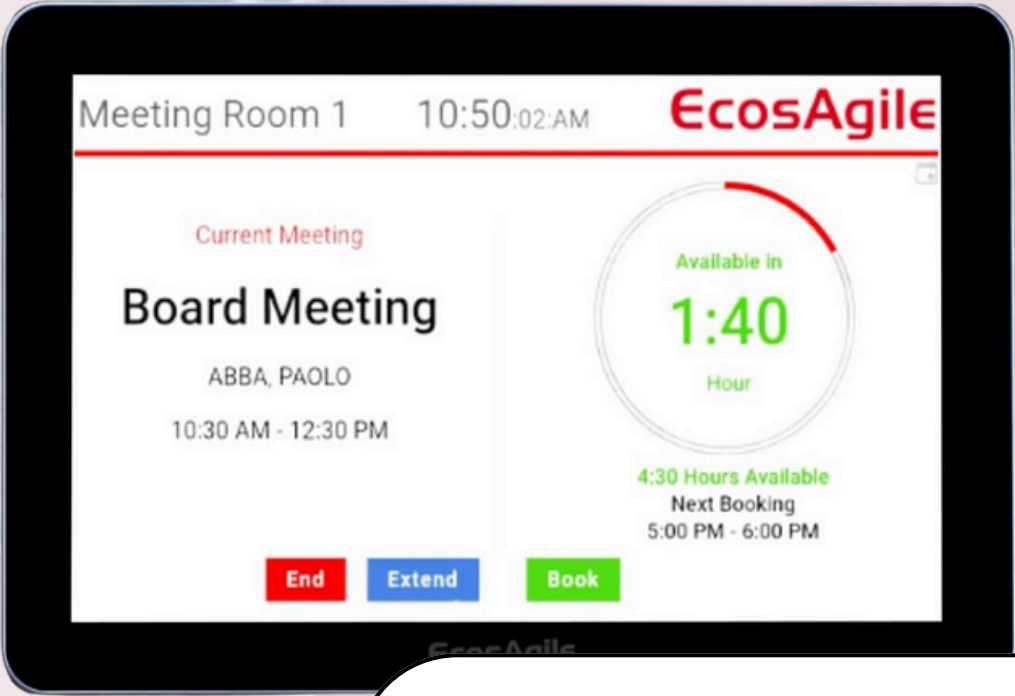 Meeting Room 1 10:50:02:AM EcosAgile
Current Meeting
Board Meeting
ABBA, PAOLO
10:30 AM - 12:30 PM
Available in
1:40
Hour
4:30 Hours Available
Next Booking
5:00 PM - 6:00 PM
End Extend Book
EcosAgile